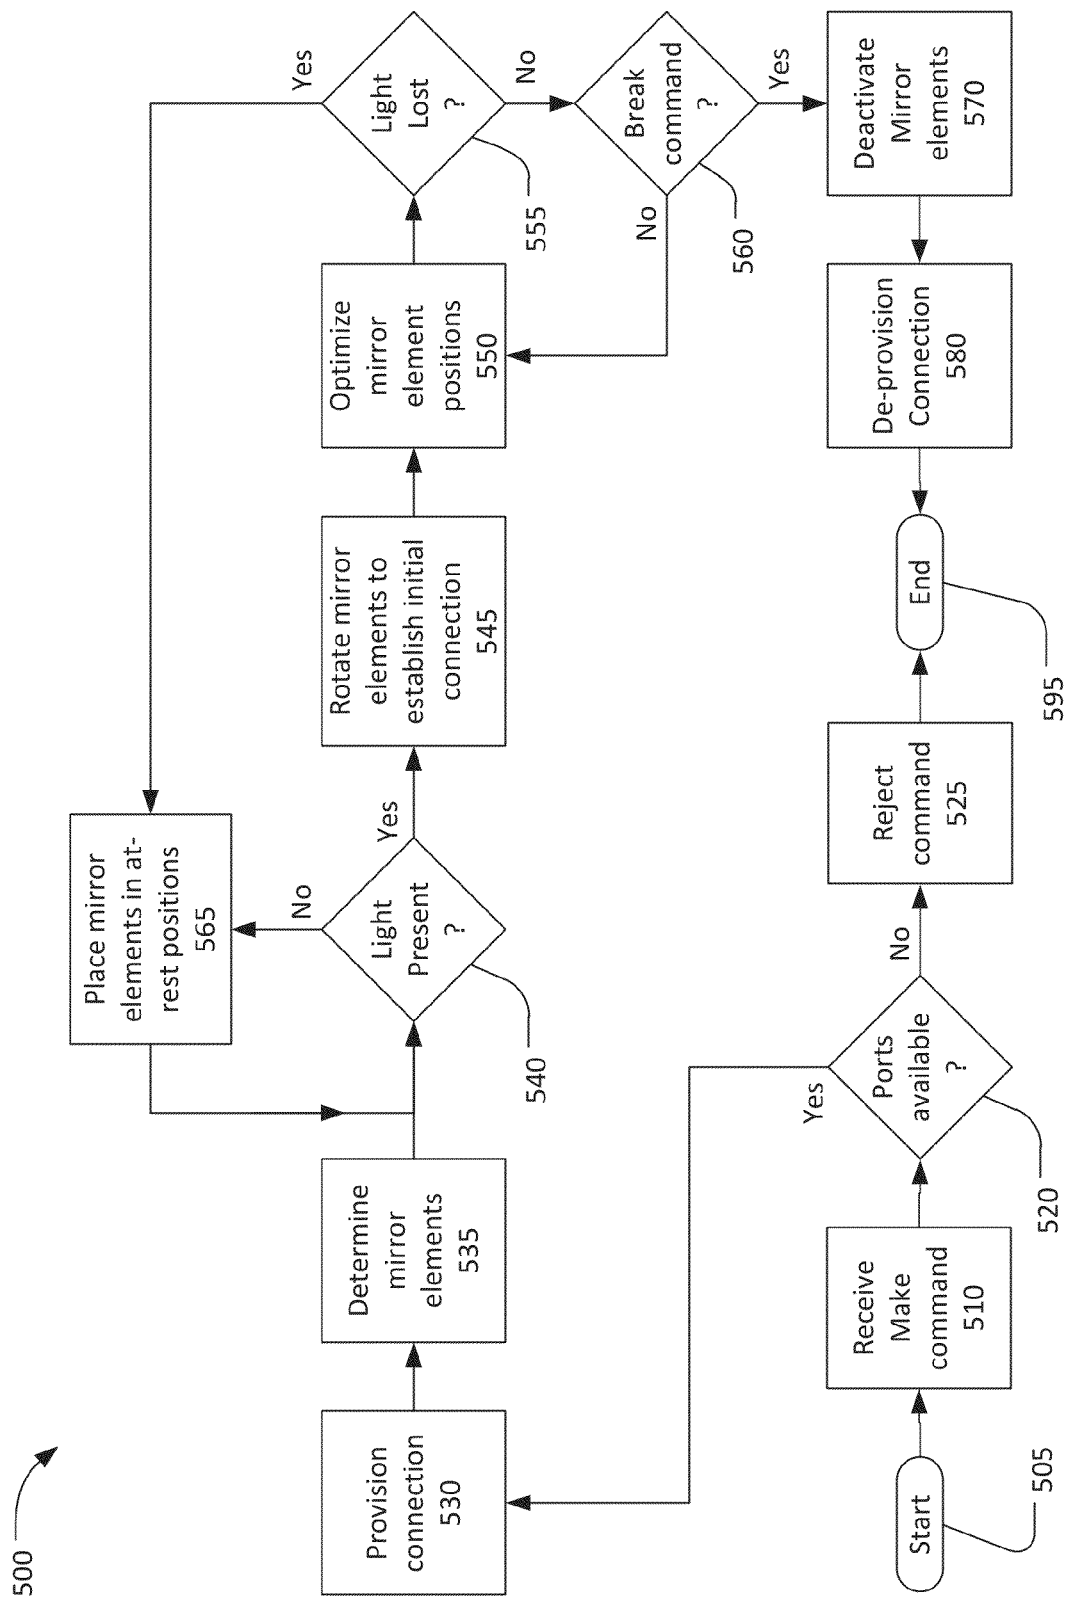 500
Start
505
Receive
Make
command
510
Ports
available
?
520
Yes
No
Reject
command
525
End
595
Provision
connection
530
Determine
mirror
elements
535
Light
Present
?
540
No
Yes
Place mirror
elements in at-
rest positions
565
Rotate mirror
elements to
establish initial
connection
545
Optimize
mirror
element
positions
550
Light
Lost
?
555
Yes
No
Break
command
?
560
No
Yes
Deactivate
Mirror
elements
570
De-provision
Connection
580